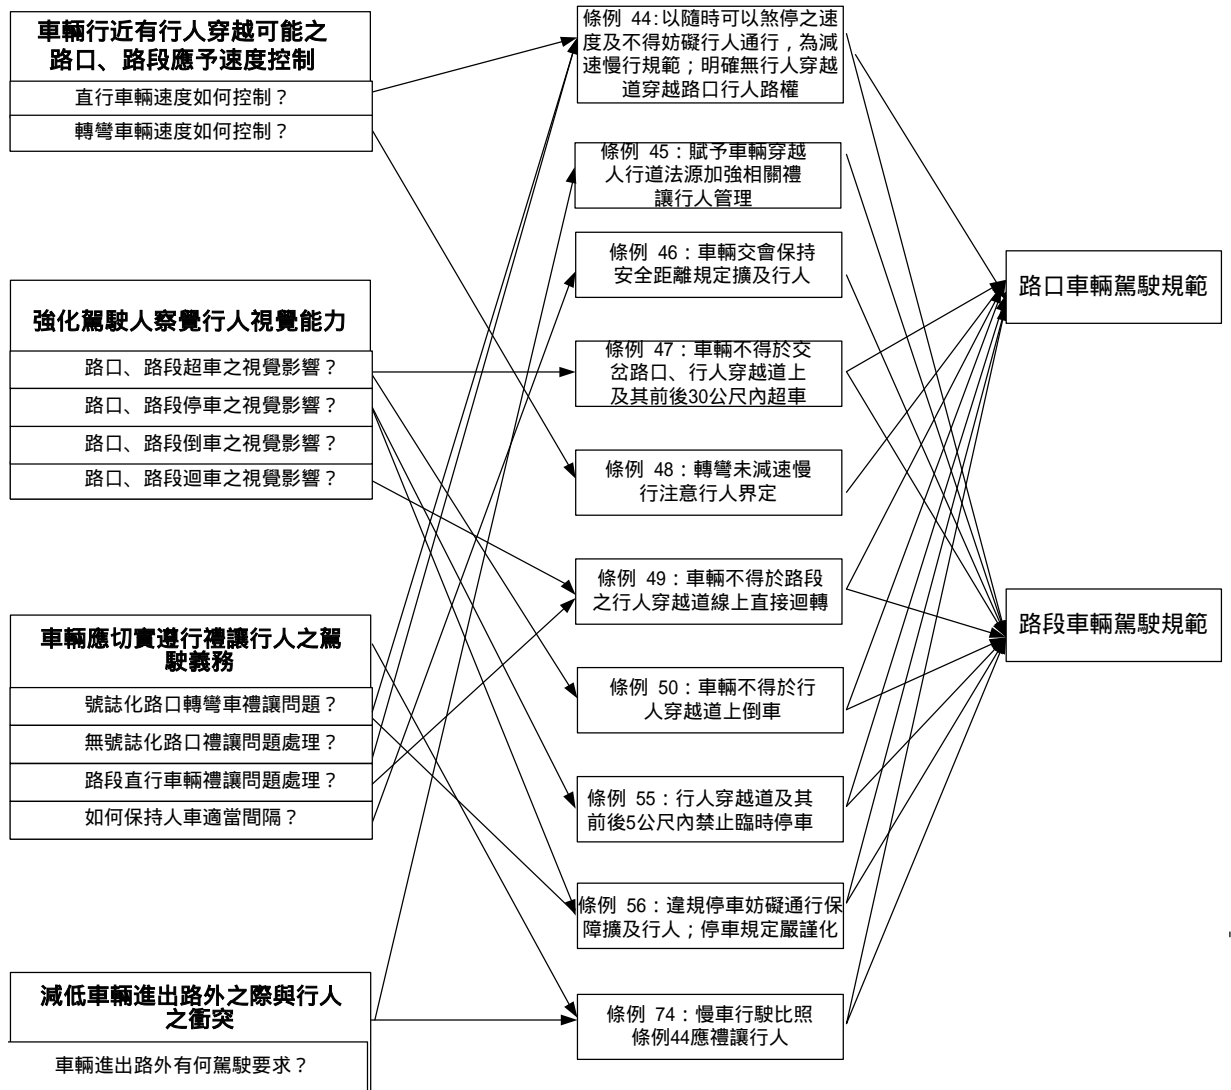 車輛行近有行人穿越可能之
路口、路段應予速度控制
直行車輛速度如何控制？
轉彎車輛速度如何控制？
強化駕駛人察覺行人視覺能力
路口、路段超車之視覺影響？
路口、路段停車之視覺影響？
路口、路段倒車之視覺影響？
路口、路段迴車之視覺影響？
車輛應切實遵行禮讓行人之駕
駛義務
號誌化路口轉彎車禮讓問題？
無號誌化路口禮讓問題處理？
路段直行車輛禮讓問題處理？
如何保持人車適當間隔？
減低車輛進出路外之際與行人
之衝突
車輛進出路外有何駕駛要求？
條例 44:以隨時可以煞停之速
度及不得妨礙行人通行，為減
速慢行規範；明確無行人穿越
道穿越路口行人路權
條例 45：賦予車輛穿越
人行道法源加強相關禮
讓行人管理
條例 46：車輛交會保持
安全距離規定擴及行人
條例 47：車輛不得於交
岔路口、行人穿越道上
及其前後30公尺內超車
條例 48：轉彎未減速慢
行注意行人界定
條例 49：車輛不得於路段
之行人穿越道線上直接迴轉
條例 50：車輛不得於行
人穿越道上倒車
條例 55：行人穿越道及其
前後5公尺內禁止臨時停車
條例 56：違規停車妨礙通行保
障擴及行人；停車規定嚴謹化
條例 74：慢車行駛比照
條例44應禮讓行人
路口車輛駕駛規範
路段車輛駕駛規範